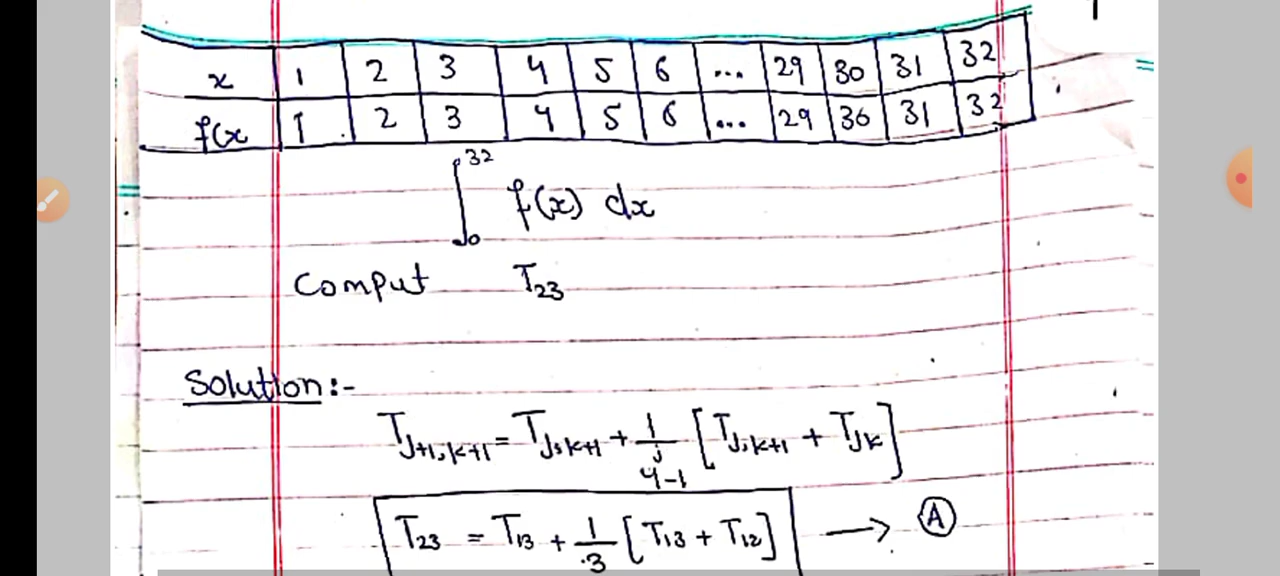 x 1 2 3 4 5 6 ... 29 30 31 32
f(x 1 2 3 4 5 6 ... 29 30 31 32
∫₀³² f(x) dx
Comput T₂₃
Solution:-
T_{J+1,k+1} = T_{J,k+1} + 1/(4^j-1) [T_{J,k+1} + T_{Jk}]
T₂₃ = T₁₃ + 1/3 [T₁₃ + T₁₂] → Ⓐ